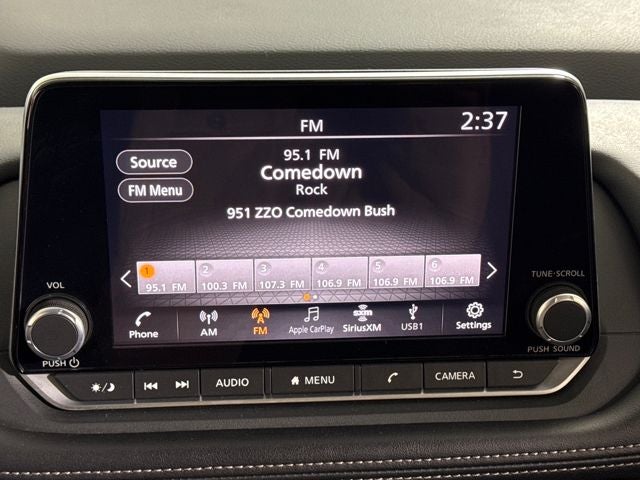 FM 2:37
Source
95.1 FM
Comedown
Rock
FM Menu
951 ZZO Comedown Bush
1 2 3 4 5 6
95.1 FM 100.3 FM 107.3 FM 106.9 FM 106.9 FM 106.9 FM
Phone AM FM Apple CarPlay sxm SiriusXM USB1 Settings
VOL
TUNE·SCROLL
PUSH
PUSH SOUND
AUDIO MENU CAMERA